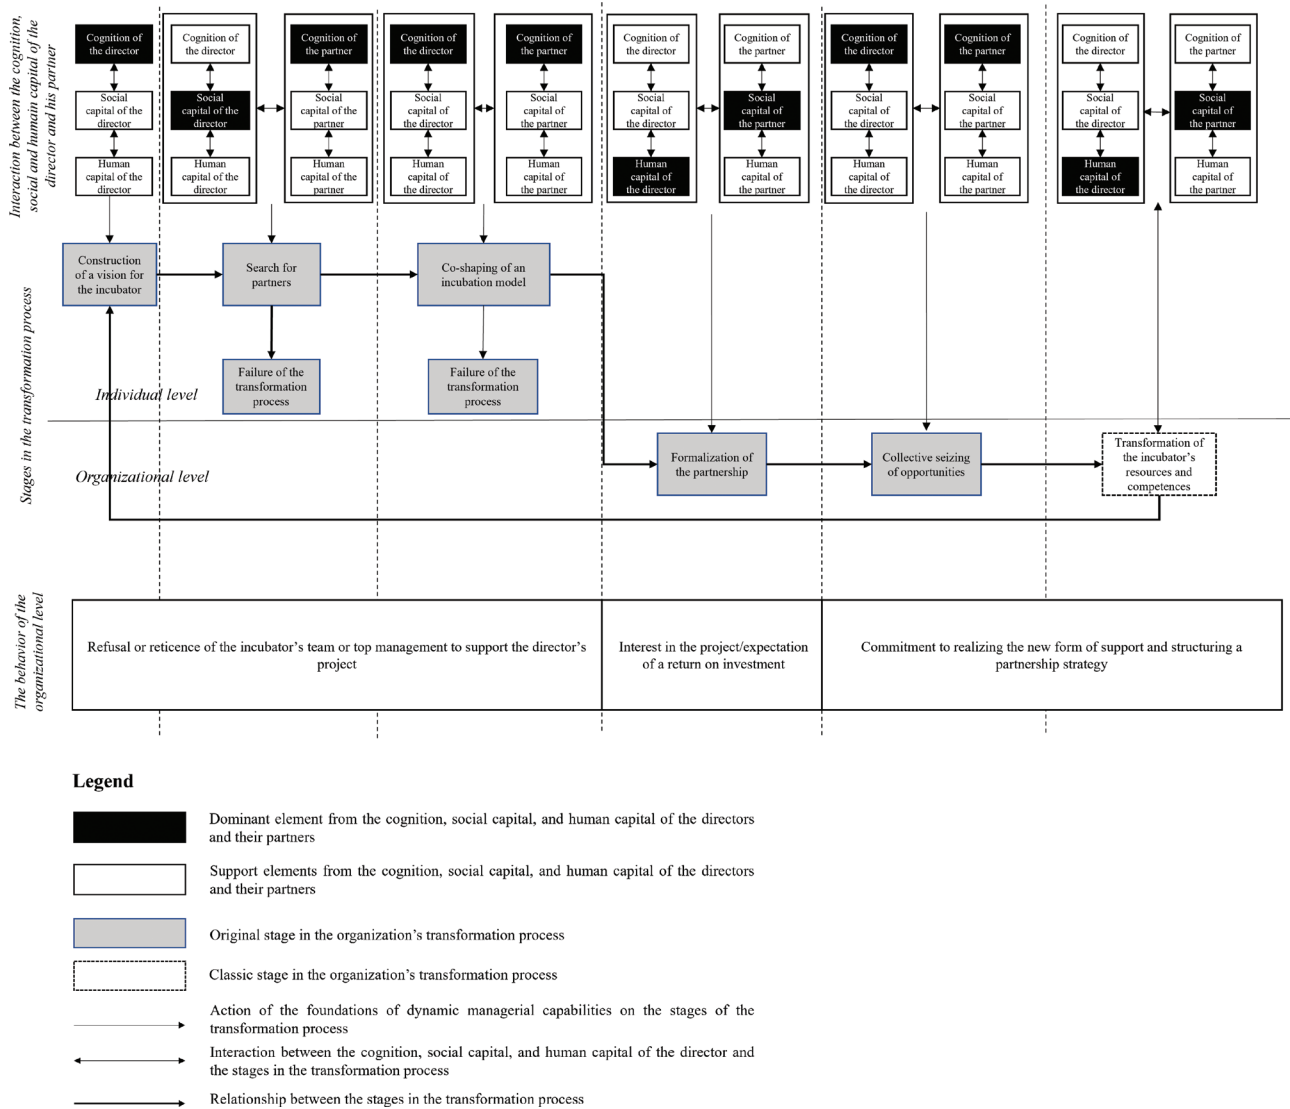 Interaction between the cognition,
social and human capital of the
director and his partner
Cognition of
the director
Social
capital of the
director
Human
capital of the
director
Cognition of
the director
Social
capital of the
director
Human
capital of the
director
Cognition of
the partner
Social
capital of the
partner
Human
capital of the
partner
Cognition of
the director
Social
capital of
the director
Human
capital of
the director
Cognition of
the partner
Social
capital of
the partner
Human
capital of
the partner
Cognition of
the director
Social
capital of
the director
Human
capital of
the director
Cognition of
the partner
Social
capital of
the partner
Human
capital of
the partner
Cognition of
the director
Social
capital of
the director
Human
capital of
the director
Cognition of
the partner
Social
capital of
the partner
Human
capital of
the partner
Cognition of
the director
Social
capital of
the director
Human
capital of
the director
Cognition of
the partner
Social
capital of
the partner
Human
capital of
the partner
Stages in the transformation process
Construction
of a vision for
the incubator
Search for
partners
Co-shaping of an
incubation model
Failure of the
transformation
process
Failure of the
transformation
process
Individual level
Organizational level
Formalization of
the partnership
Collective seizing
of opportunities
Transformation of
the incubator's
resources and
competences
The behavior of the
organizational level
Refusal or reticence of the incubator's team or top management to support the director's
project
Interest in the project/expectation
of a return on investment
Commitment to realizing the new form of support and structuring a
partnership strategy
Legend
Dominant element from the cognition, social capital, and human capital of the directors
and their partners
Support elements from the cognition, social capital, and human capital of the directors
and their partners
Original stage in the organization's transformation process
Classic stage in the organization's transformation process
Action of the foundations of dynamic managerial capabilities on the stages of the
transformation process
Interaction between the cognition, social capital, and human capital of the director and
the stages in the transformation process
Relationship between the stages in the transformation process